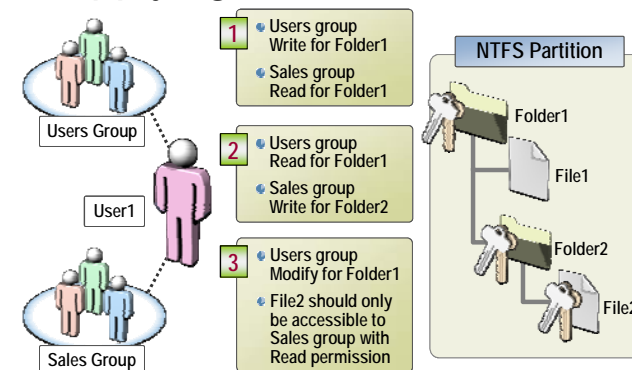 Users Group
User1
Sales Group
1
Users group
Write for Folder1
Sales group
Read for Folder1
2
Users group
Read for Folder1
Sales group
Write for Folder2
3
Users group
Modify for Folder1
File2 should only
be accessible to
Sales group with
Read permission
NTFS Partition
Folder1
File1
Folder2
File2